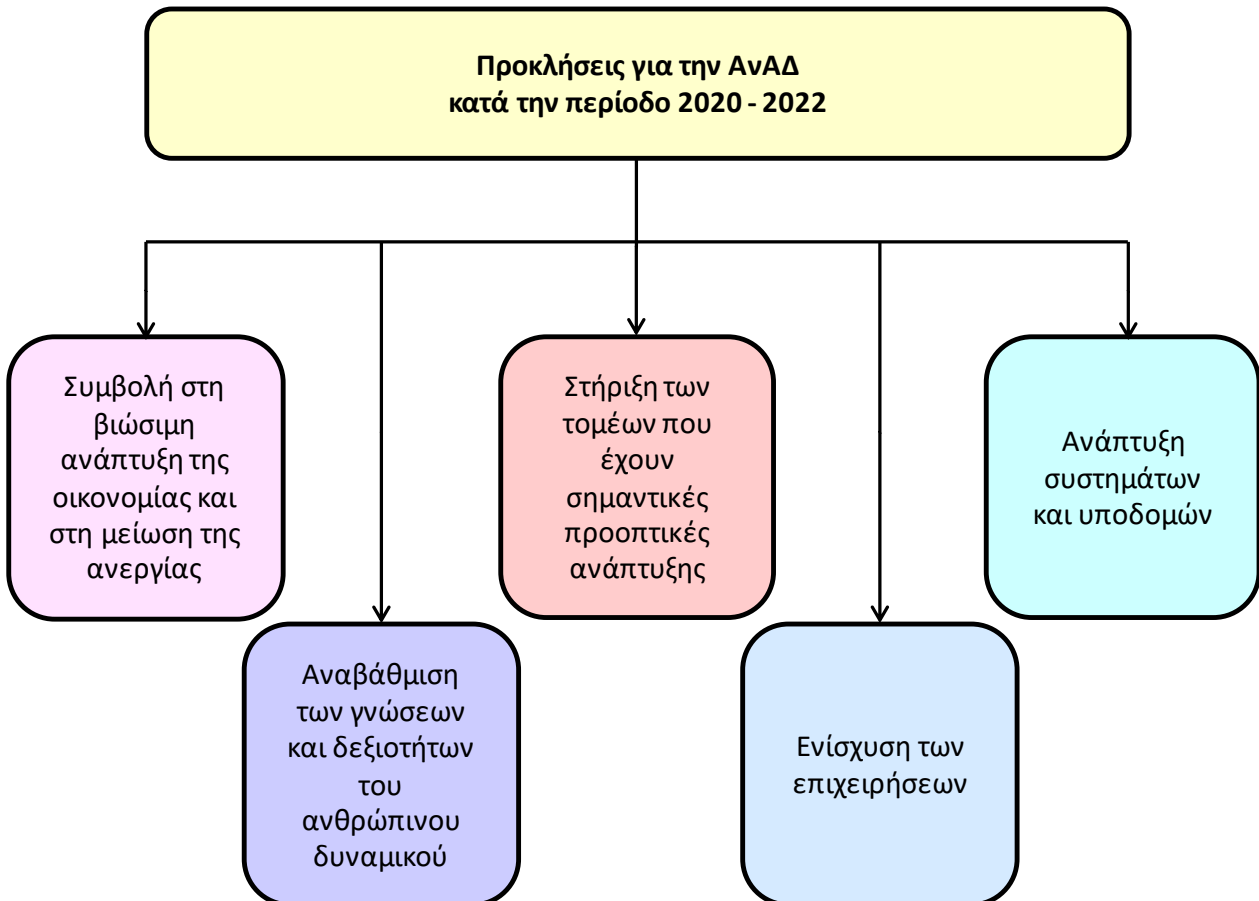 Προκλήσεις για την ΑνΑΔ
κατά την περίοδο 2020 - 2022
Συμβολή στη
βιώσιμη
ανάπτυξη της
οικονομίας και
στη μείωση της
ανεργίας
Αναβάθμιση
των γνώσεων
και δεξιοτήτων
του
ανθρώπινου
δυναμικού
Στήριξη των
τομέων που
έχουν
σημαντικές
προοπτικές
ανάπτυξης
Ενίσχυση των
επιχειρήσεων
Ανάπτυξη
συστημάτων
και υποδομών